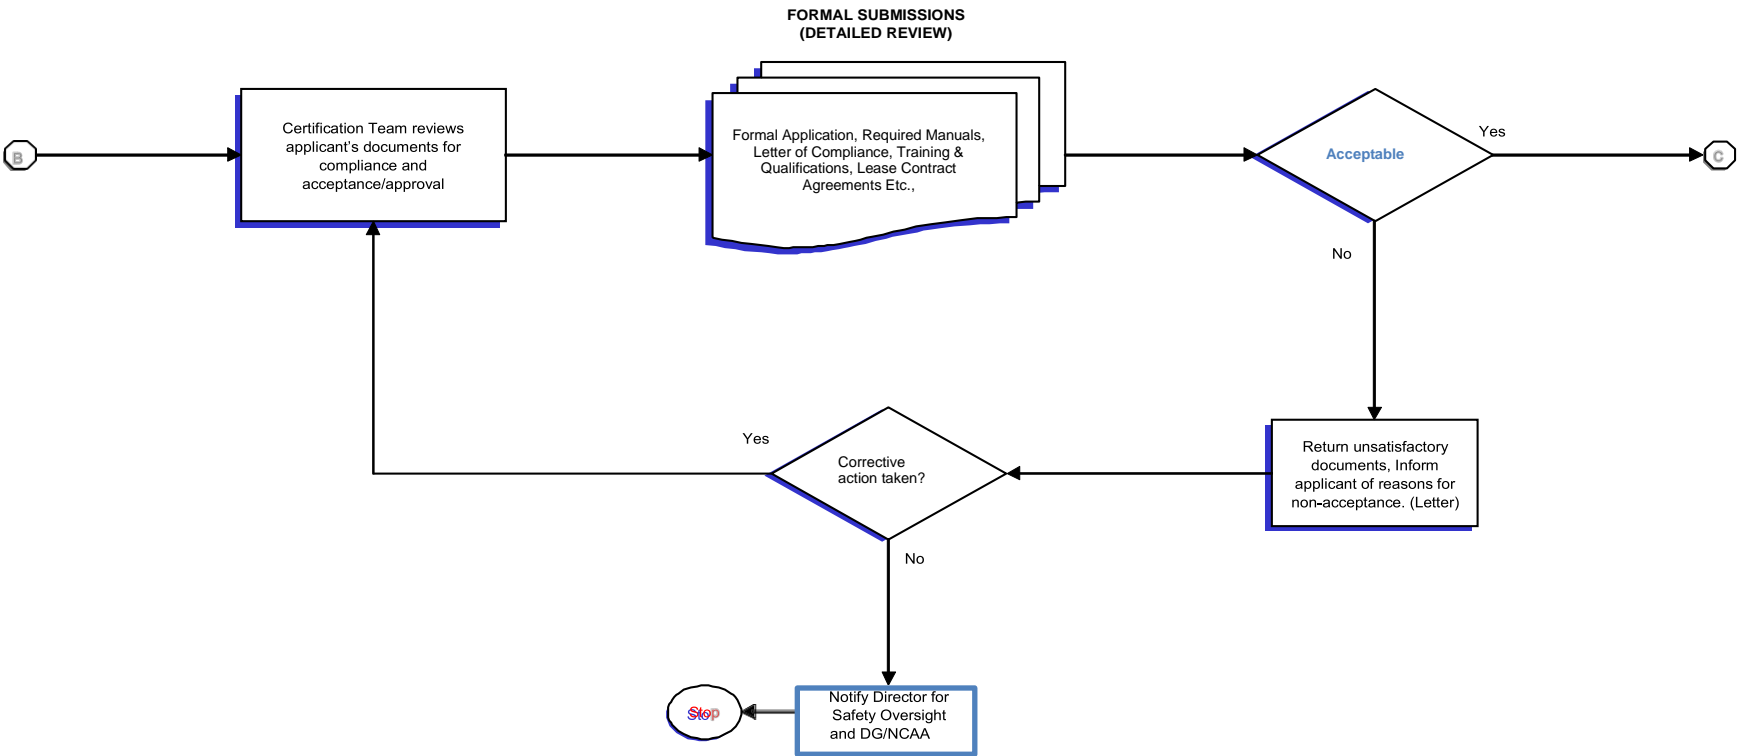 FORMAL SUBMISSIONS
(DETAILED REVIEW)
B
Certification Team reviews
applicant's documents for
compliance and
acceptance/approval
Formal Application, Required Manuals,
Letter of Compliance, Training &
Qualifications, Lease Contract
Agreements Etc.,
Acceptable
Yes
C
No
Return unsatisfactory
documents, Inform
applicant of reasons for
non-acceptance. (Letter)
Yes
Corrective
action taken?
No
Notify Director for
Safety Oversight
and DG/NCAA
Stop